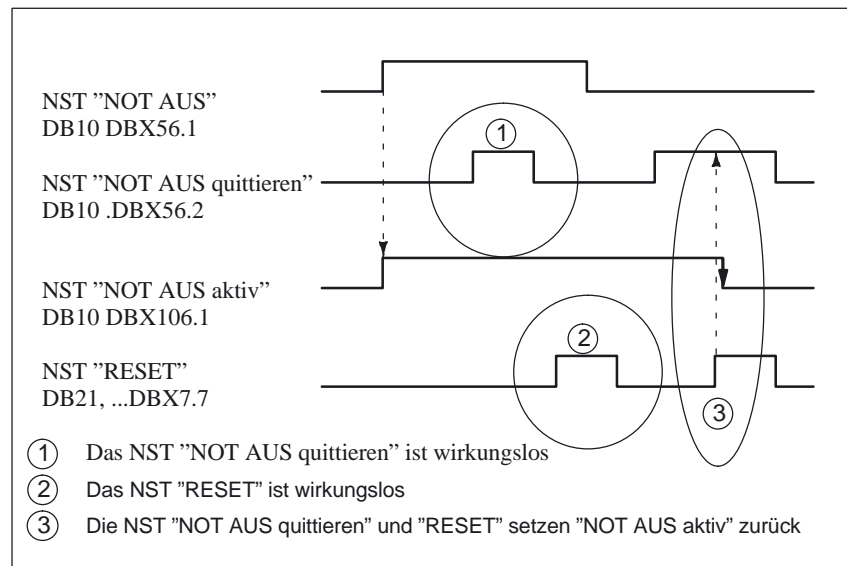 NST ”NOT AUS”
DB10 DBX56.1
1
NST ”NOT AUS quittieren”
DB10 .DBX56.2
NST ”NOT AUS aktiv”
DB10 DBX106.1
2
NST ”RESET”
DB21, ...DBX7.7
3
1 Das NST ”NOT AUS quittieren” ist wirkungslos
2 Das NST ”RESET” ist wirkungslos
3 Die NST ”NOT AUS quittieren” und ”RESET” setzen ”NOT AUS aktiv” zurück